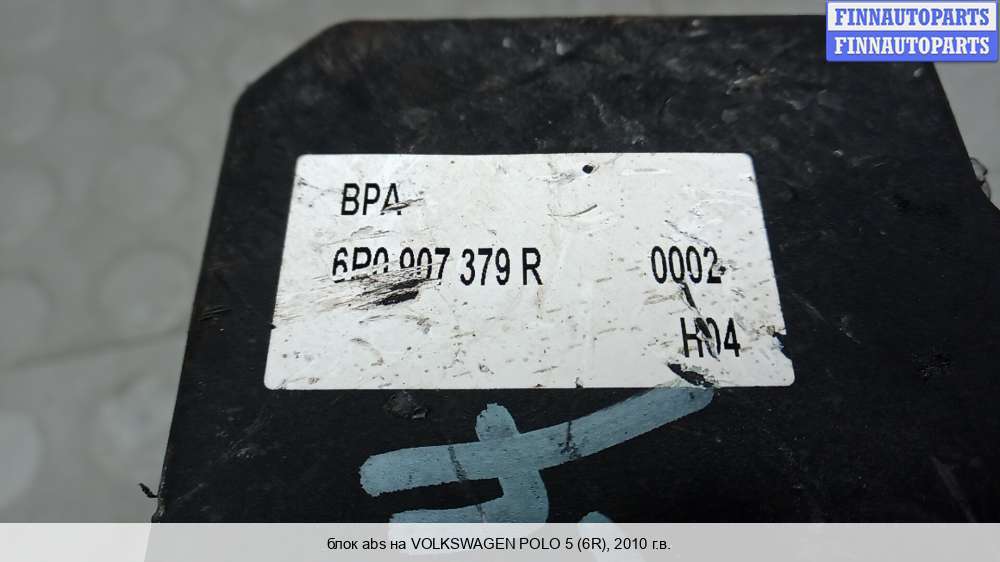 FINNAUTOPARTS
FINNAUTOPARTS
BPA
6R0 907 379 R 0002
H04
блок abs на VOLKSWAGEN POLO 5 (6R), 2010 г.в.